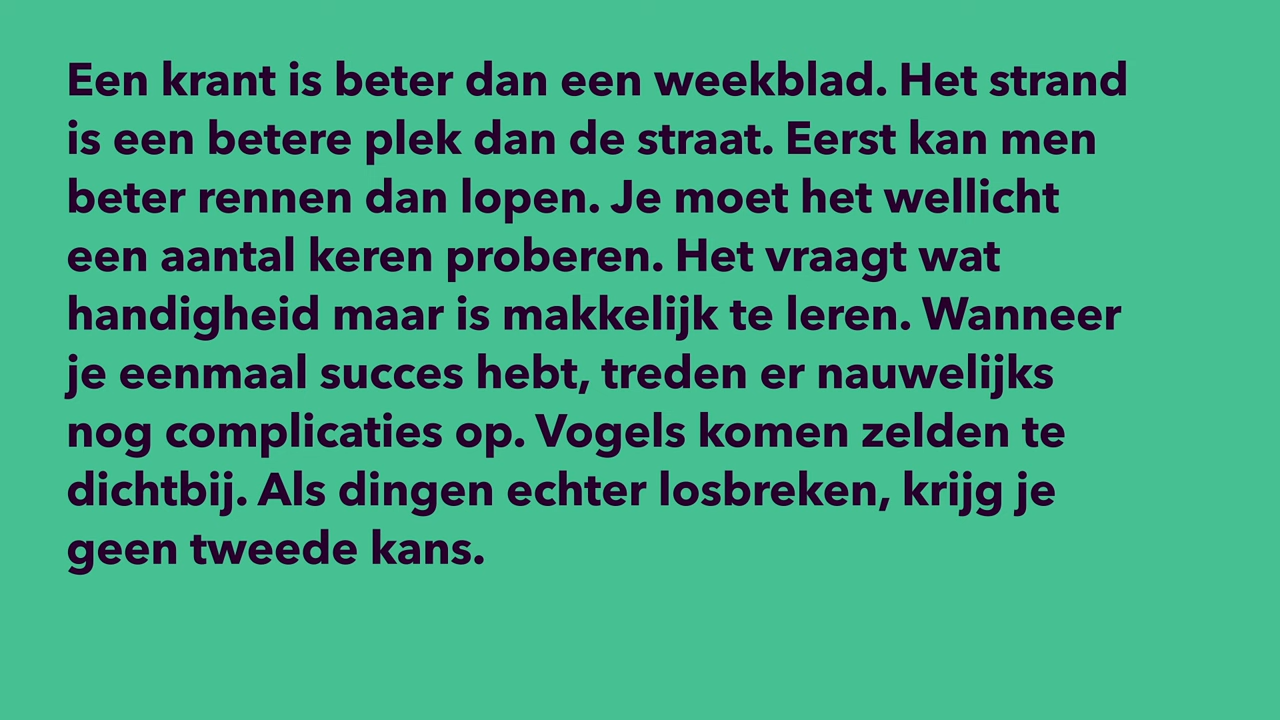 Een krant is beter dan een weekblad. Het strand
is een betere plek dan de straat. Eerst kan men
beter rennen dan lopen. Je moet het wellicht
een aantal keren proberen. Het vraagt wat
handigheid maar is makkelijk te leren. Wanneer
je eenmaal succes hebt, treden er nauwelijks
nog complicaties op. Vogels komen zelden te
dichtbij. Als dingen echter losbreken, krijg je
geen tweede kans.